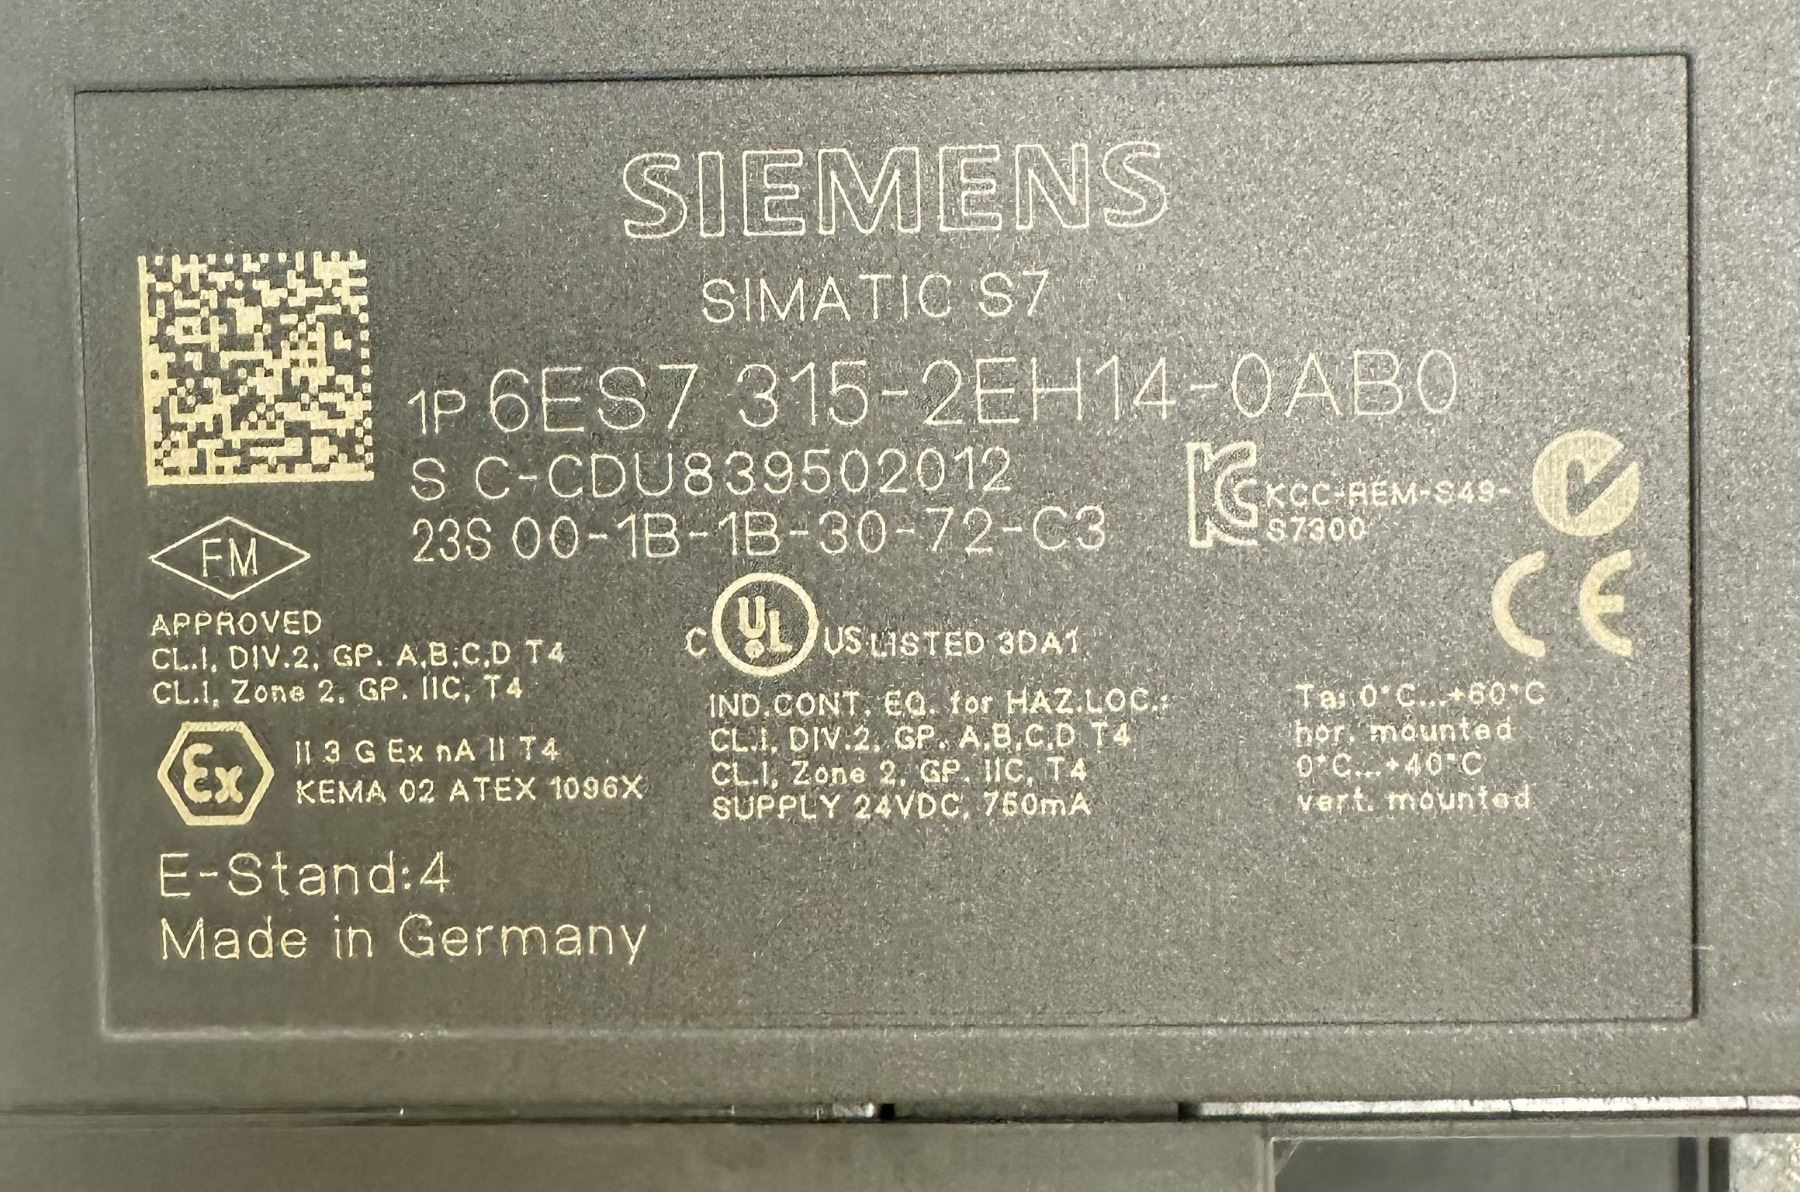 SIEMENS
SIMATIC S7
1P 6ES7 315-2EH14-0AB0
S C-CDU839502012
23S 00-1B-1B-30-72-C3
KCC-REM-S49-
S7300
FM
APPROVED
CL.I, DIV.2, GP. A,B,C,D T4
CL.I, Zone 2, GP. IIC, T4
Ex
II 3 G Ex nA II T4
KEMA 02 ATEX 1096X
C UL US LISTED 3DA1
IND.CONT. EQ. for HAZ.LOC.:
CL.I, DIV.2, GP. A,B,C,D T4
CL.I, Zone 2, GP. IIC, T4
SUPPLY 24VDC, 750mA
CE
Ta: 0°C...+60°C
hor. mounted
0°C...+40°C
vert. mounted
E-Stand:4
Made in Germany